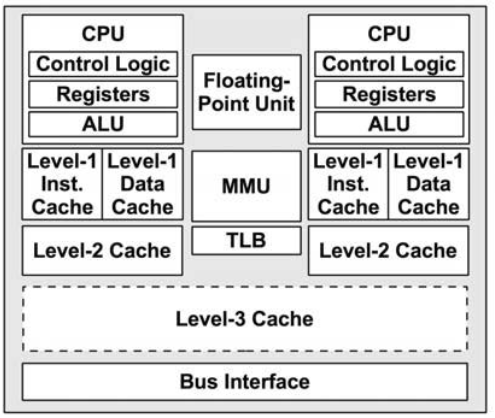 CPU
Control Logic
Registers
ALU
Level-1
Inst.
Cache
Level-1
Data
Cache
Level-2 Cache
Floating-
Point Unit
MMU
TLB
CPU
Control Logic
Registers
ALU
Level-1
Inst.
Cache
Level-1
Data
Cache
Level-2 Cache
Level-3 Cache
Bus Interface